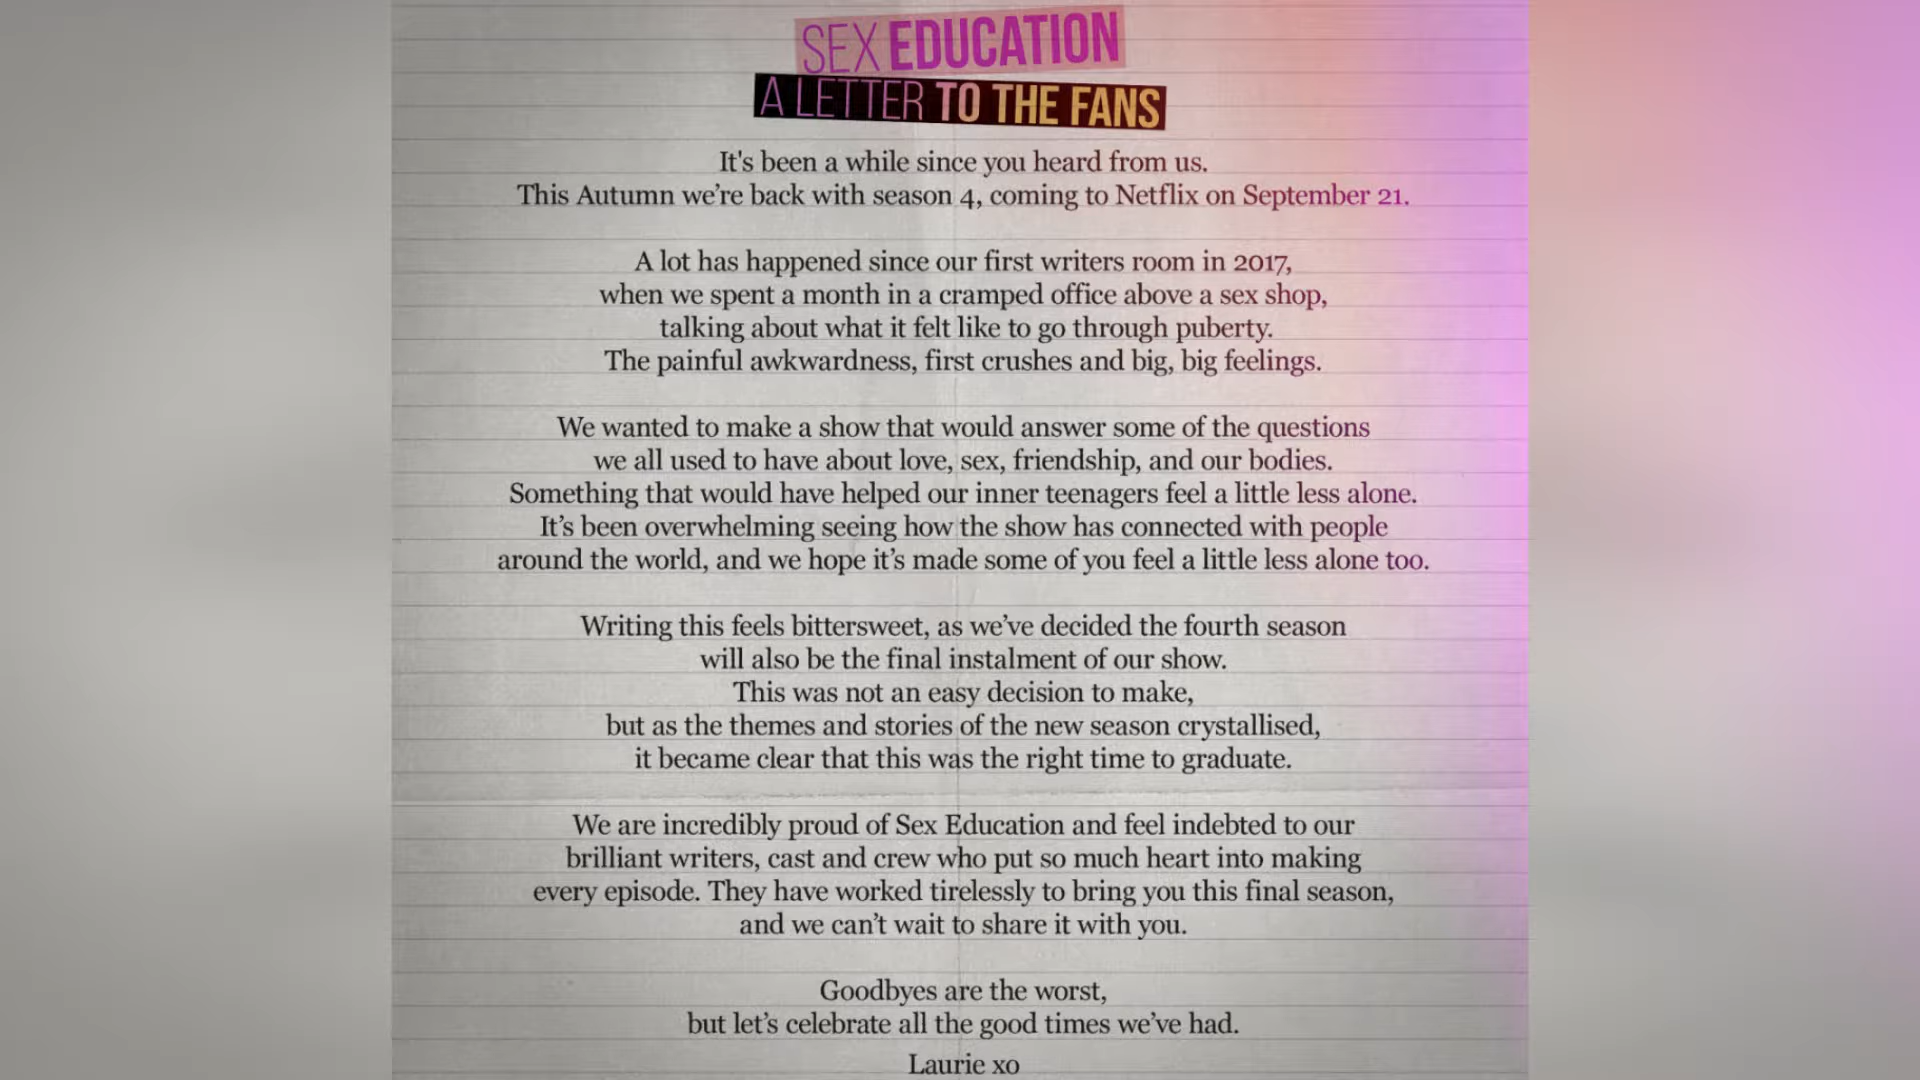 SEX EDUCATION
A LETTER TO THE FANS
It's been a while since you heard from us.
This Autumn we’re back with season 4, coming to Netflix on September 21.
A lot has happened since our first writers room in 2017,
when we spent a month in a cramped office above a sex shop,
talking about what it felt like to go through puberty.
The painful awkwardness, first crushes and big, big feelings.
We wanted to make a show that would answer some of the questions
we all used to have about love, sex, friendship, and our bodies.
Something that would have helped our inner teenagers feel a little less alone.
It’s been overwhelming seeing how the show has connected with people
around the world, and we hope it’s made some of you feel a little less alone too.
Writing this feels bittersweet, as we’ve decided the fourth season
will also be the final instalment of our show.
This was not an easy decision to make,
but as the themes and stories of the new season crystallised,
it became clear that this was the right time to graduate.
We are incredibly proud of Sex Education and feel indebted to our
brilliant writers, cast and crew who put so much heart into making
every episode. They have worked tirelessly to bring you this final season,
and we can’t wait to share it with you.
Goodbyes are the worst,
but let’s celebrate all the good times we’ve had.
Laurie xo